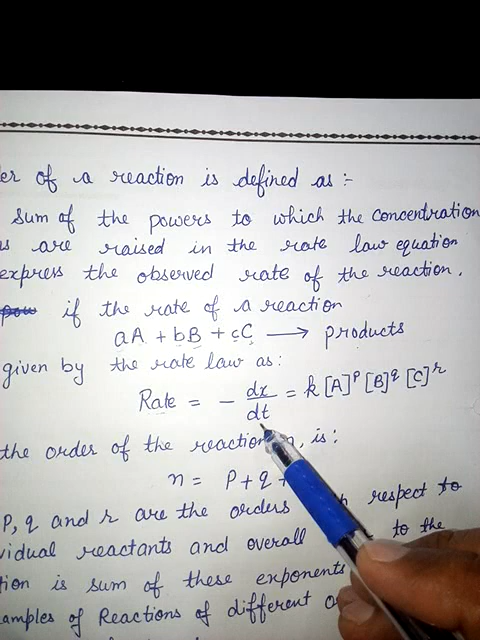 er of a reaction is defined as :-
Sum of the powers to which the concentration
s are raised in the rate law equation
express the observed rate of the reaction.
pow if the rate of a reaction
aA + bB + cC ⟶ products
given by the rate law as:
Rate = - dx/dt = k [A]^p [B]^q [C]^r
the order of the reaction, is:
n = P + q +
P, q and r are the orders respect to
vidual reactants and overall to the
tion is sum of these exponents
amples of Reactions of different o